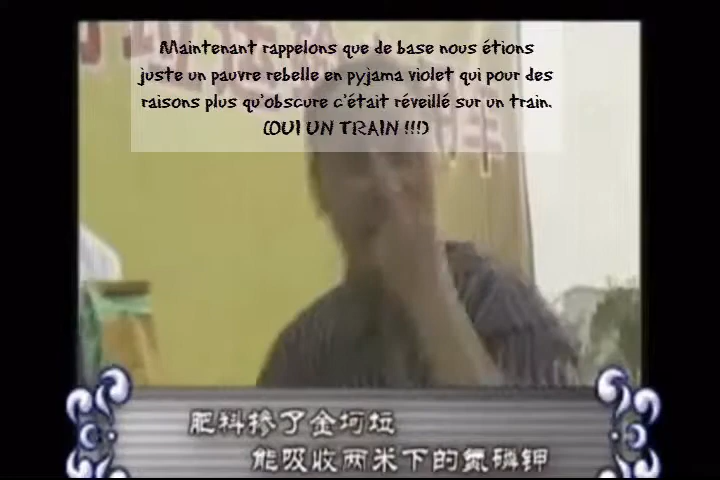 Maintenant rappelons que de base nous étions
juste un pauvre rebelle en pyjama violet qui pour des
raisons plus qu'obscure c'était réveillé sur un train.
(OUI UN TRAIN !!!)
肥料掺了金坷垃
能吸收两米下的氮磷钾